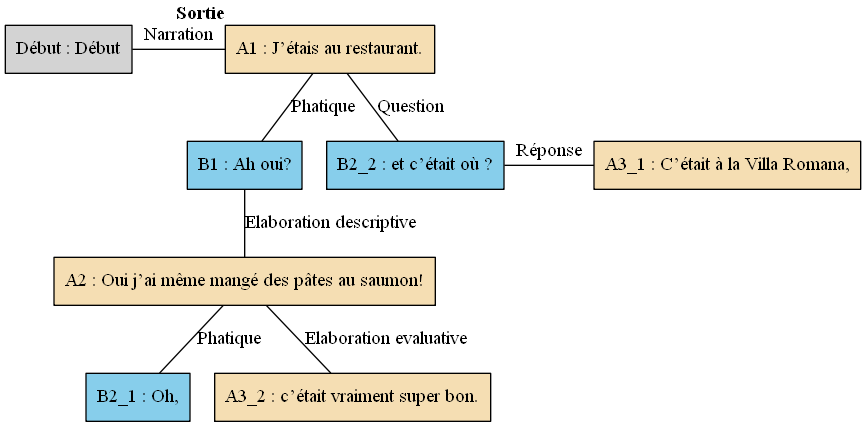 Sortie
Narration
Début : Début
A1 : J’étais au restaurant.
Phatique
Question
B1 : Ah oui?
B2_2 : et c’était où ?
Réponse
A3_1 : C’était à la Villa Romana,
Elaboration descriptive
A2 : Oui j’ai même mangé des pâtes au saumon!
Phatique
Elaboration evaluative
B2_1 : Oh,
A3_2 : c’était vraiment super bon.